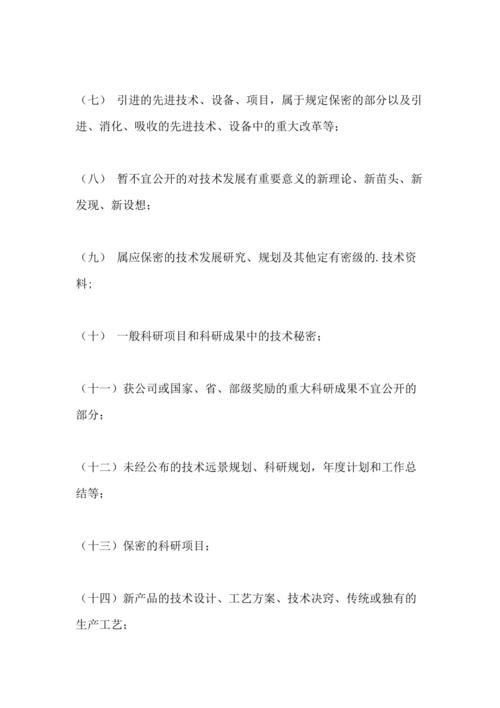 （七） 引进的先进技术、设备、项目，属于规定保密的部分以及引
进、消化、吸收的先进技术、设备中的重大改革等；
（八） 暂不宜公开的对技术发展有重要意义的新理论、新苗头、新
发现、新设想；
（九） 属应保密的技术发展研究、规划及其他定有密级的.技术资
料;
（十） 一般科研项目和科研成果中的技术秘密；
（十一）获公司或国家、省、部级奖励的重大科研成果不宜公开的
部分；
（十二）未经公布的技术远景规划、科研规划，年度计划和工作总
结等；
（十三）保密的科研项目；
（十四）新产品的技术设计、工艺方案、技术决窍、传统或独有的
生产工艺；